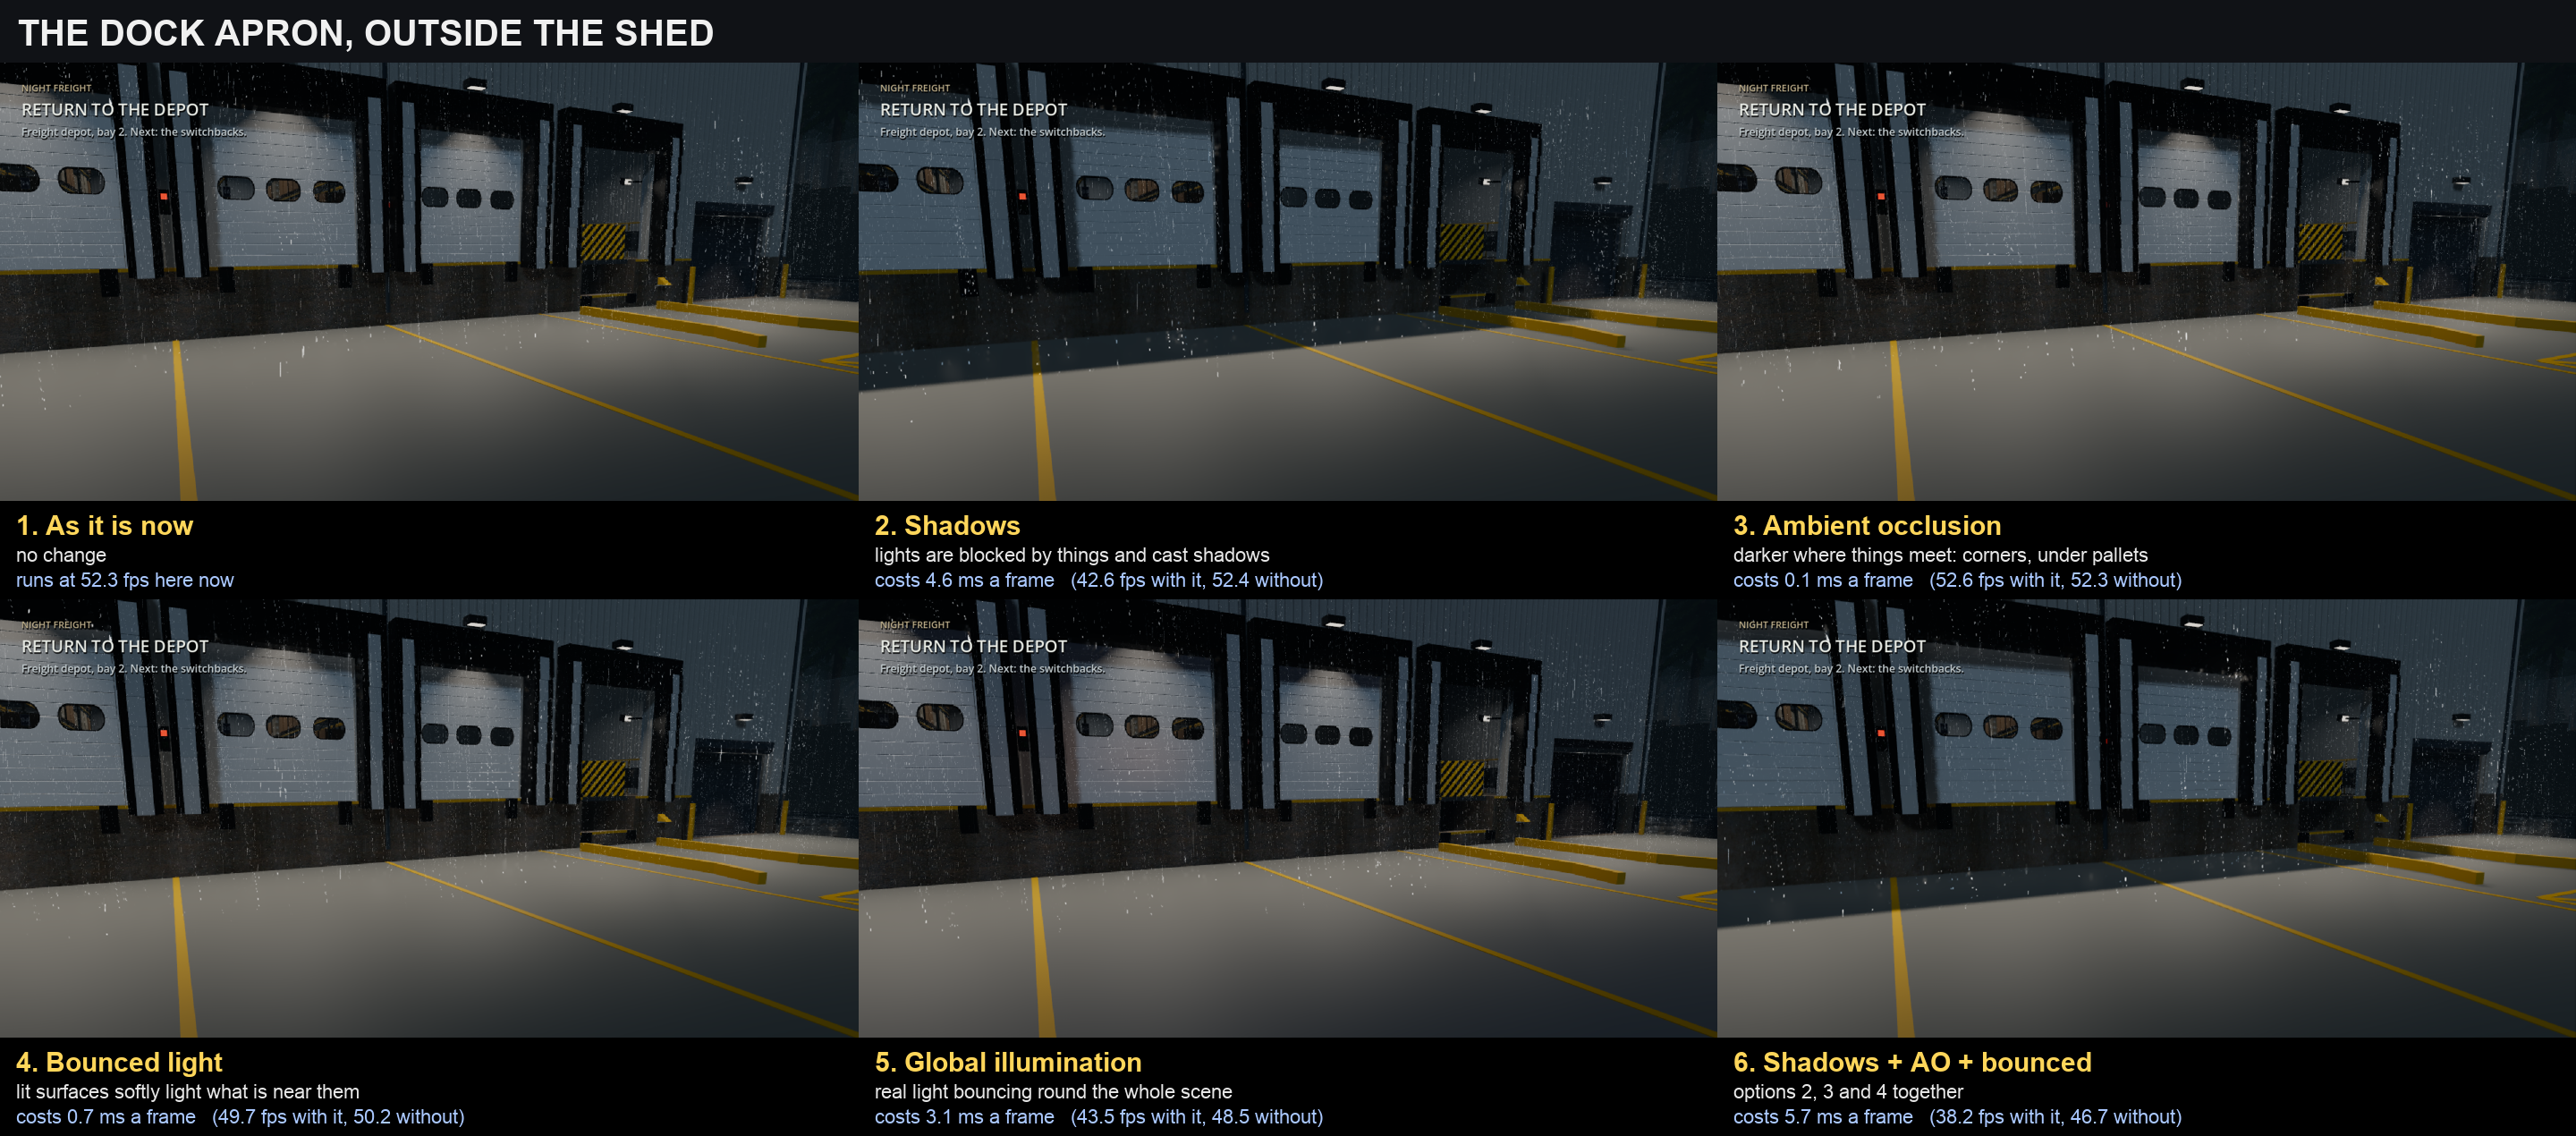 THE DOCK APRON, OUTSIDE THE SHED
NIGHT FREIGHT
RETURN TO THE DEPOT
Freight depot, bay 2. Next: the switchbacks.
NIGHT FREIGHT
RETURN TO THE DEPOT
Freight depot, bay 2. Next: the switchbacks.
NIGHT FREIGHT
RETURN TO THE DEPOT
Freight depot, bay 2. Next: the switchbacks.
1. As it is now
no change
runs at 52.3 fps here now
2. Shadows
lights are blocked by things and cast shadows
costs 4.6 ms a frame (42.6 fps with it, 52.4 without)
3. Ambient occlusion
darker where things meet: corners, under pallets
costs 0.1 ms a frame (52.6 fps with it, 52.3 without)
NIGHT FREIGHT
RETURN TO THE DEPOT
Freight depot, bay 2. Next: the switchbacks.
NIGHT FREIGHT
RETURN TO THE DEPOT
Freight depot, bay 2. Next: the switchbacks.
NIGHT FREIGHT
RETURN TO THE DEPOT
Freight depot, bay 2. Next: the switchbacks.
4. Bounced light
lit surfaces softly light what is near them
costs 0.7 ms a frame (49.7 fps with it, 50.2 without)
5. Global illumination
real light bouncing round the whole scene
costs 3.1 ms a frame (43.5 fps with it, 48.5 without)
6. Shadows + AO + bounced
options 2, 3 and 4 together
costs 5.7 ms a frame (38.2 fps with it, 46.7 without)